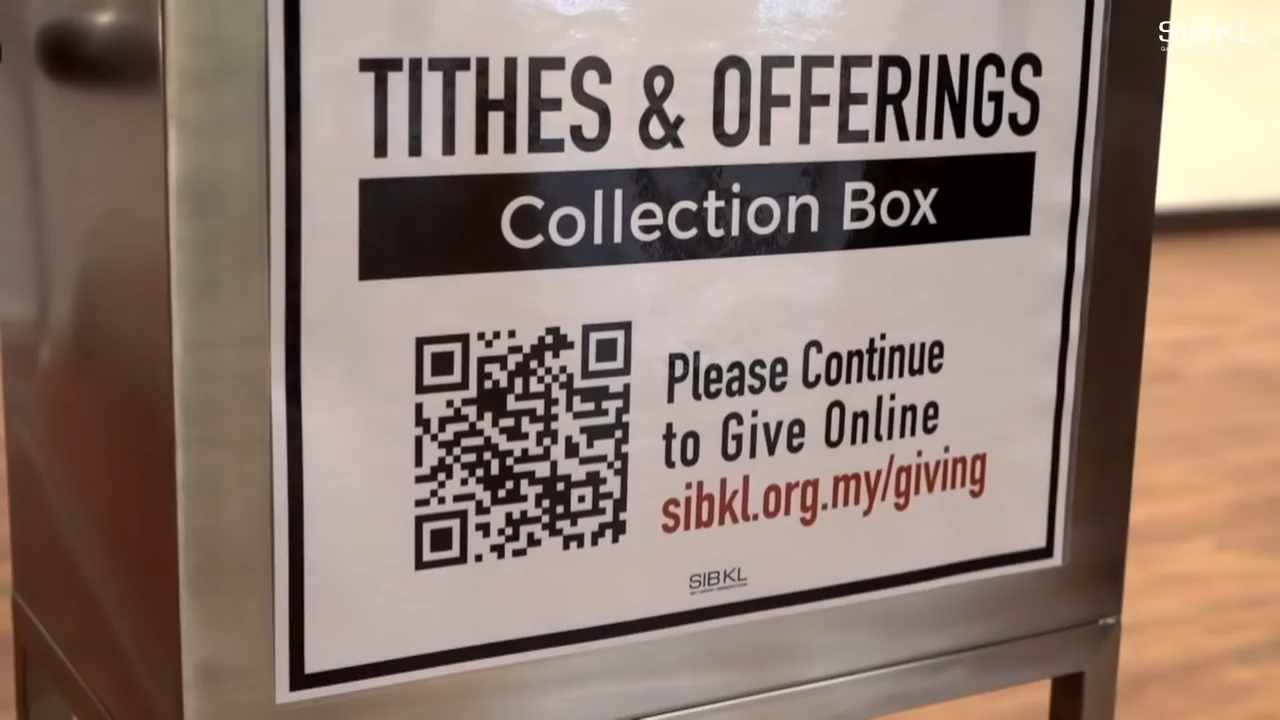 SIBKL
TITHES & OFFERINGS
Collection Box
Please Continue
to Give Online
sibkl.org.my/giving
SIBKL